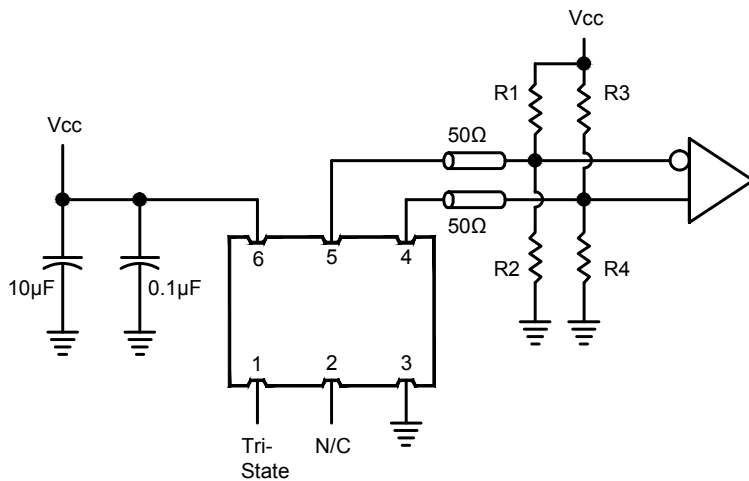 Vcc
R1
R3
Vcc
50Ω
50Ω
6
5
4
R2
R4
10µF
0.1µF
1
2
3
Tri-
State
N/C